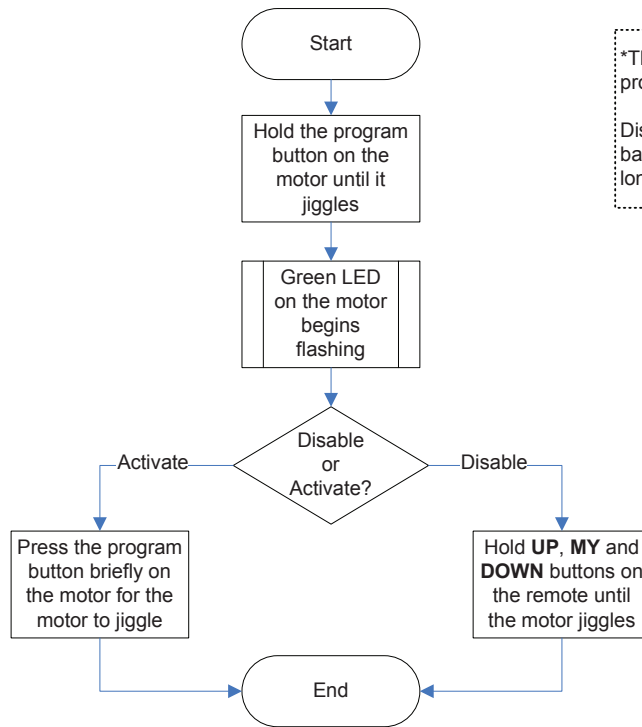 Start
Hold the program
button on the
motor until it
jiggles
Green LED
on the motor
begins
flashing
Disable
or
Activate?
Activate
Disable
Press the program
button briefly on
the motor for the
motor to jiggle
Hold UP, MY and
DOWN buttons on
the remote until
the motor jiggles
End